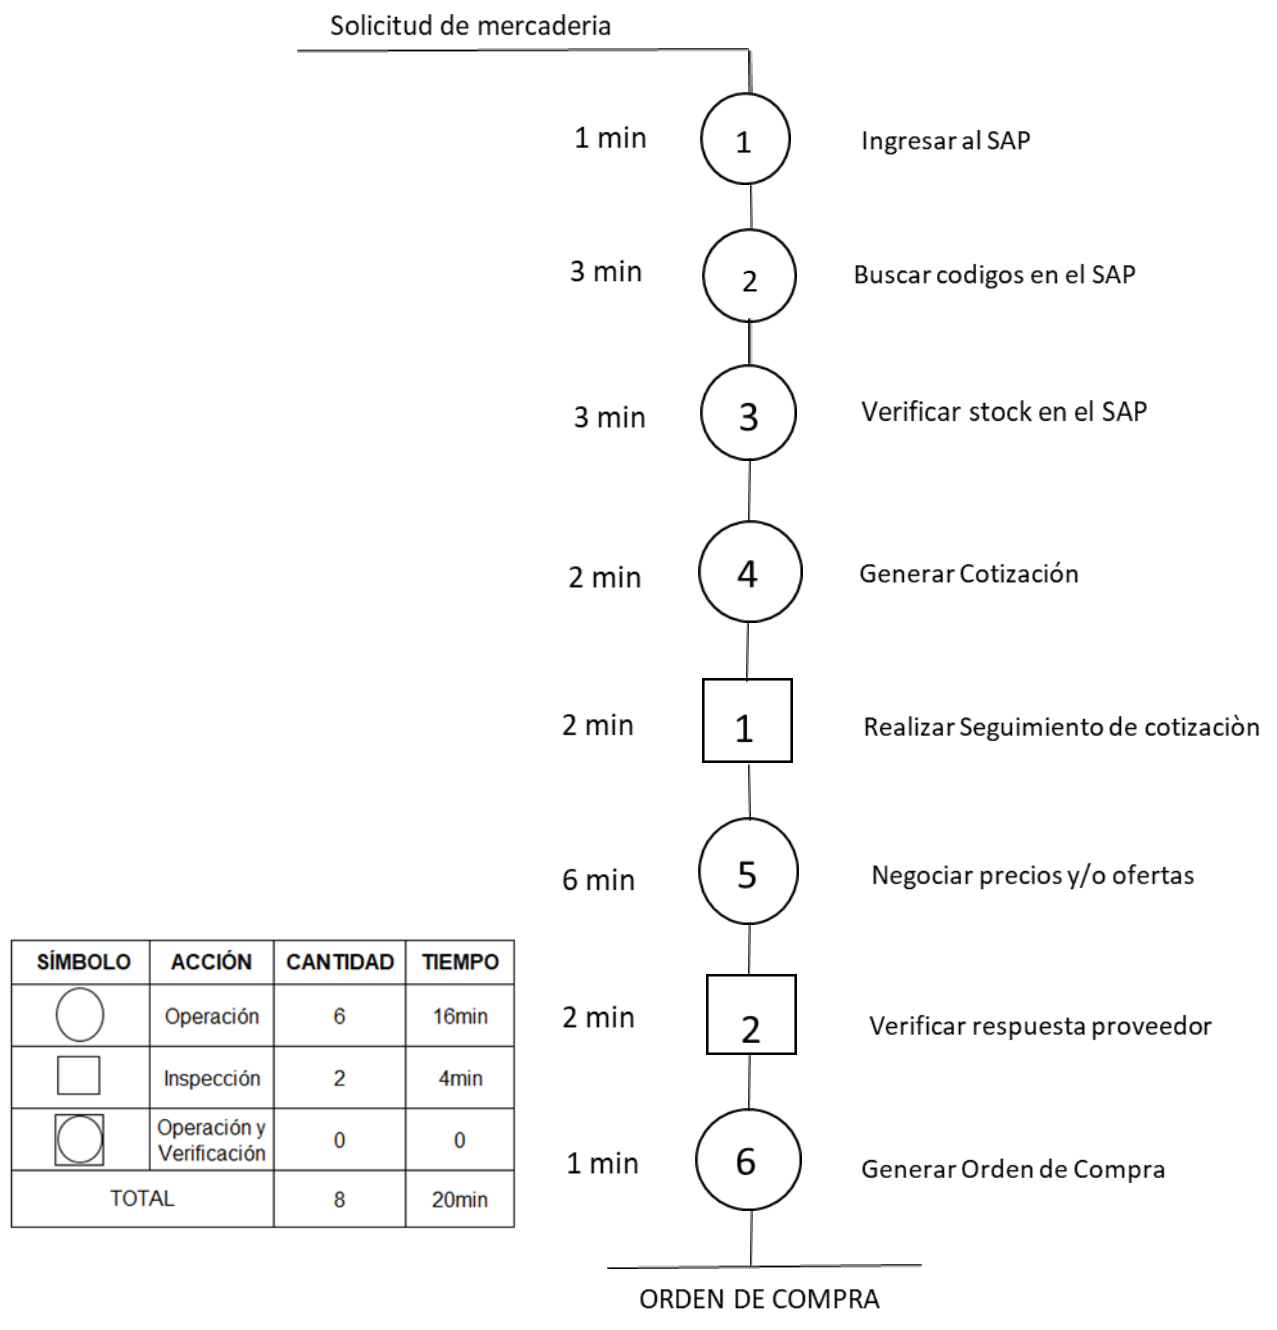 Solicitud de mercaderia
1 min 1 Ingresar al SAP
3 min 2 Buscar codigos en el SAP
3 min 3 Verificar stock en el SAP
2 min 4 Generar Cotización
2 min 1 Realizar Seguimiento de cotizaciòn
6 min 5 Negociar precios y/o ofertas
2 min 2 Verificar respuesta proveedor
1 min 6 Generar Orden de Compra
ORDEN DE COMPRA
SÍMBOLO ACCIÓN CANTIDAD TIEMPO
Operación 6 16min
Inspección 2 4min
Operación y
Verificación 0 0
TOTAL 8 20min